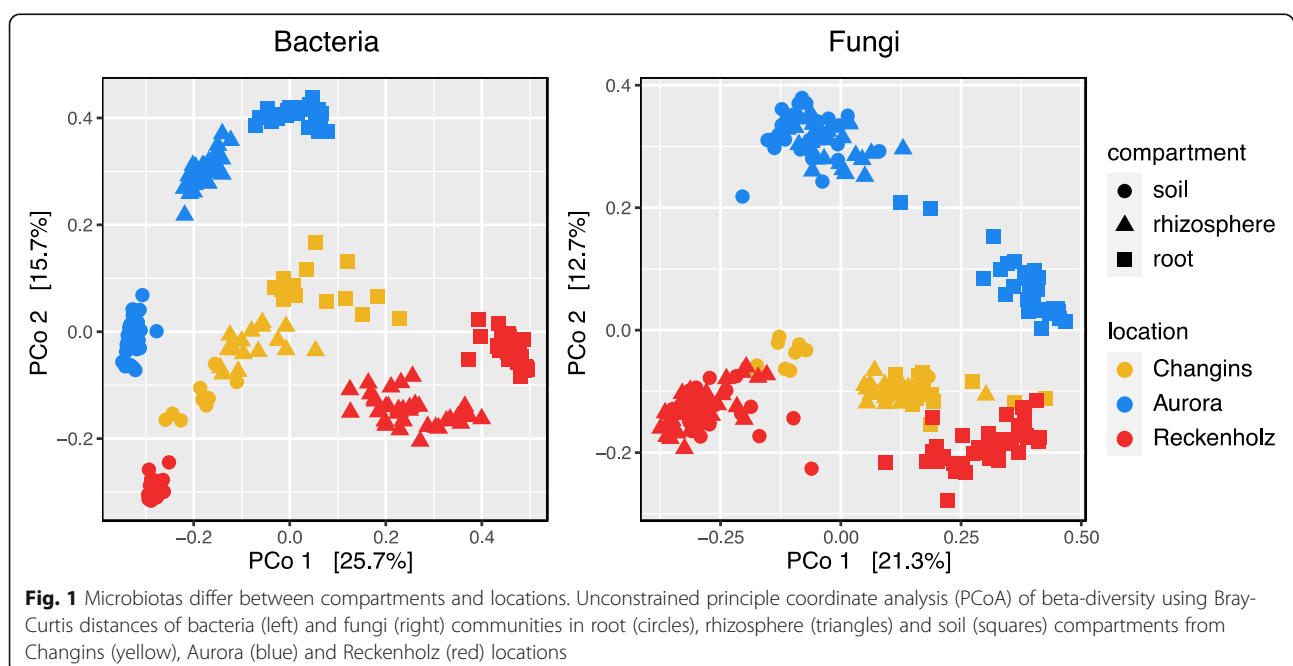 Bacteria
Fungi
0.4
0.2
0.0
−0.2
PCo 2 [15.7%]
−0.2
0.0
0.2
0.4
PCo 1 [25.7%]
0.4
0.2
0.0
−0.2
PCo 2 [12.7%]
−0.25
0.00
0.25
0.50
PCo 1 [21.3%]
compartment
soil
rhizosphere
root
location
Changins
Aurora
Reckenholz
Fig. 1 Microbiotas differ between compartments and locations. Unconstrained principle coordinate analysis (PCoA) of beta-diversity using Bray-
Curtis distances of bacteria (left) and fungi (right) communities in root (circles), rhizosphere (triangles) and soil (squares) compartments from
Changins (yellow), Aurora (blue) and Reckenholz (red) locations